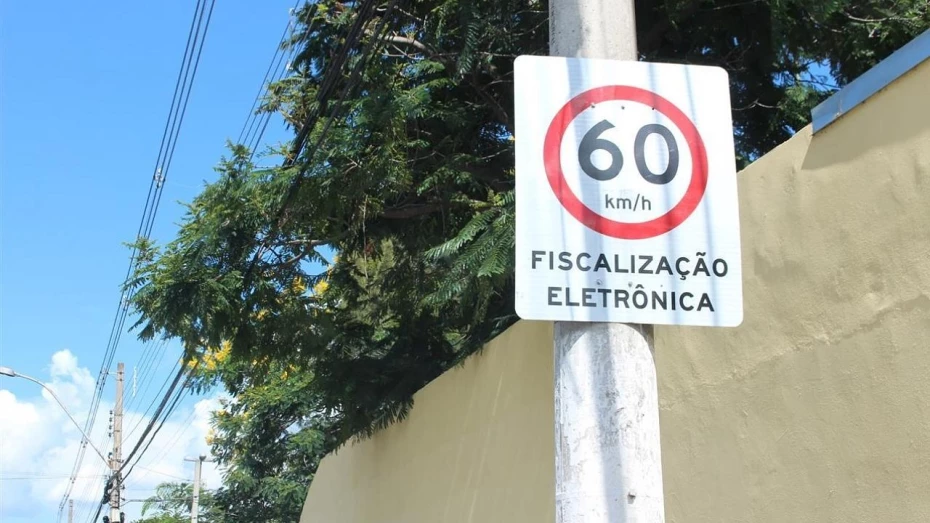 60
km/h
FISCALIZAÇÃO
ELETRÔNICA